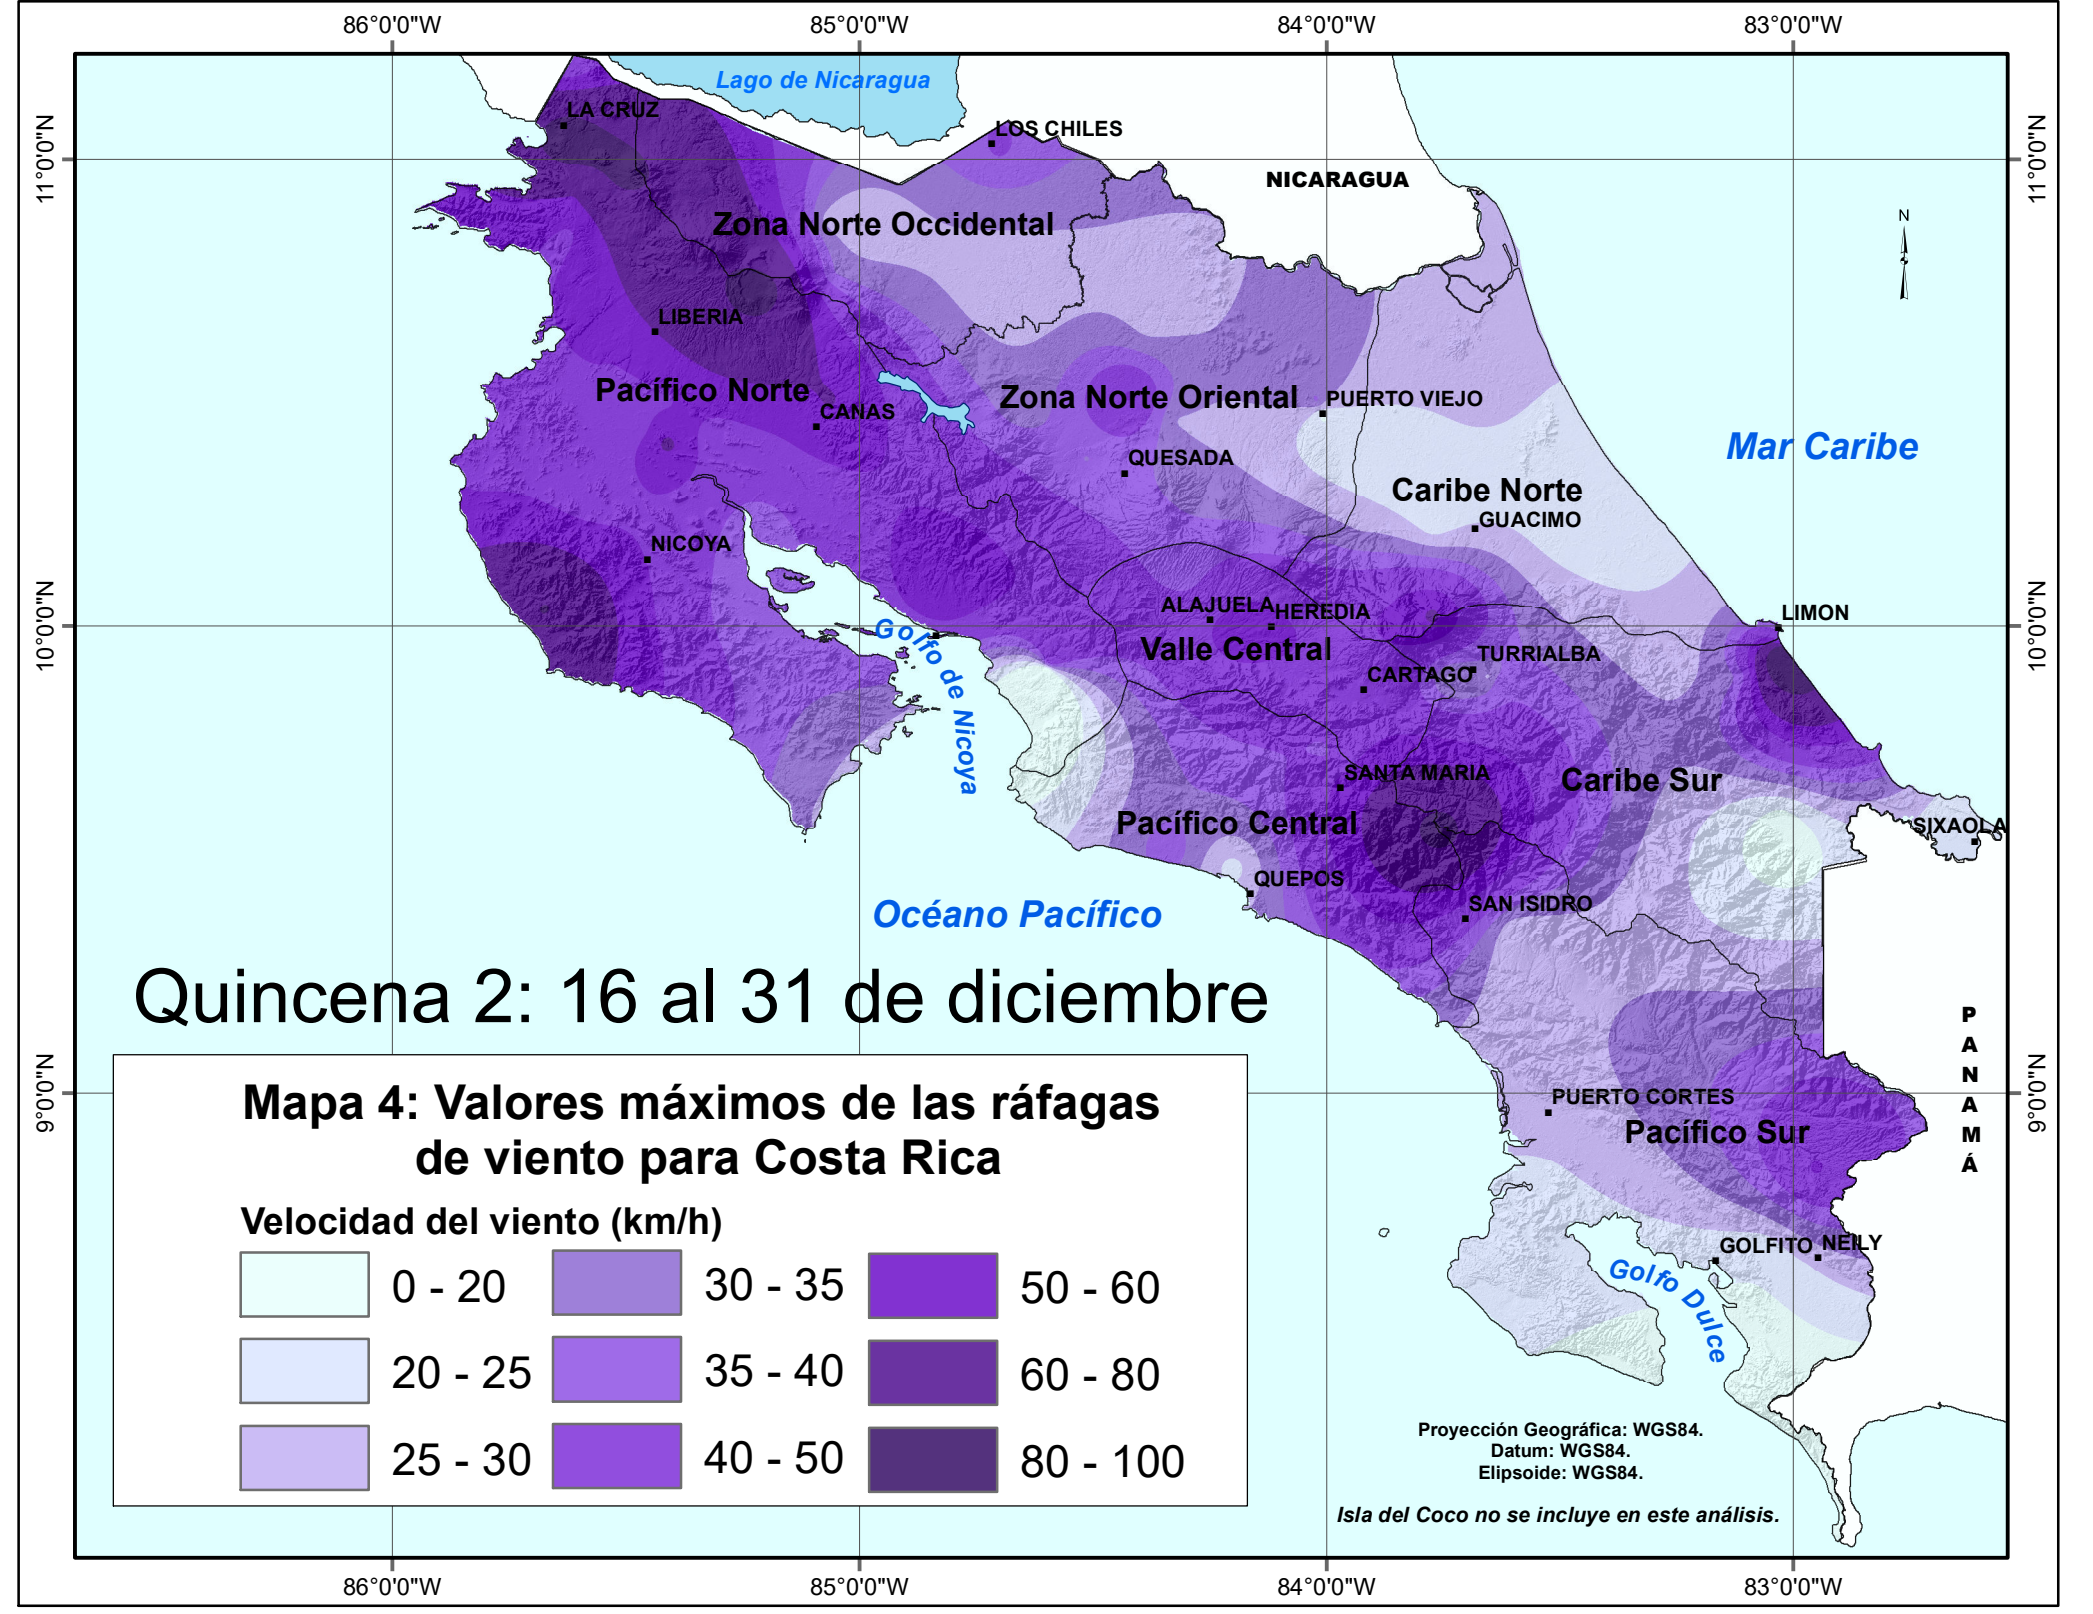 86°0'0"W
85°0'0"W
84°0'0"W
83°0'0"W
Lago de Nicaragua
LA CRUZ
LOS CHILES
11°0'0"N
11°0'0"N
NICARAGUA
N
Zona Norte Occidental
LIBERIA
Pacífico Norte
CANAS
Zona Norte Oriental
PUERTO VIEJO
Mar Caribe
QUESADA
Caribe Norte
GUACIMO
NICOYA
10°0'0"N
10°0'0"N
ALAJUELA
HEREDIA
LIMON
Golfo de Nicoya
Valle Central
TURRIALBA
CARTAGO
SANTA MARIA
Caribe Sur
Pacífico Central
SIXAOLA
QUEPOS
SAN ISIDRO
Océano Pacífico
Quincena 2: 16 al 31 de diciembre
PANAMÁ
9°0'0"N
9°0'0"N
PUERTO CORTES
Pacífico Sur
GOLFITO
NEILY
Golfo Dulce
Mapa 4: Valores máximos de las ráfagas
de viento para Costa Rica
Velocidad del viento (km/h)
0 - 20
30 - 35
50 - 60
20 - 25
35 - 40
60 - 80
25 - 30
40 - 50
80 - 100
Proyección Geográfica: WGS84.
Datum: WGS84.
Elipsoide: WGS84.
Isla del Coco no se incluye en este análisis.
86°0'0"W
85°0'0"W
84°0'0"W
83°0'0"W